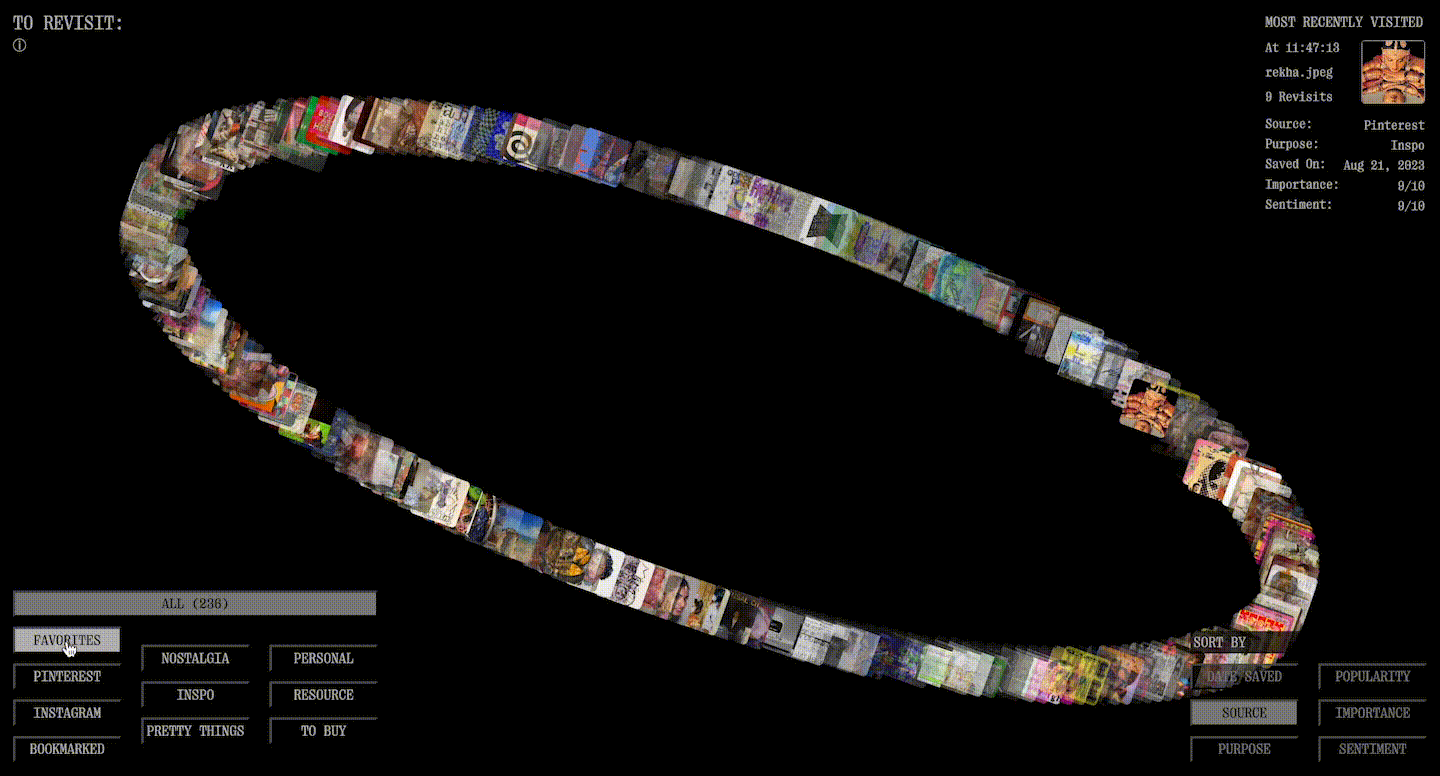 TO REVISIT:
MOST RECENTLY VISITED
At 11:47:13
rekha.jpeg
9 Revisits
Source: Pinterest
Purpose: Inspo
Saved On: Aug 21, 2023
Importance: 9/10
Sentiment: 9/10
ALL (236)
FAVORITES
PINTEREST
INSTAGRAM
BOOKMARKED
NOSTALGIA
INSPO
PRETTY THINGS
PERSONAL
RESOURCE
TO BUY
SORT BY
DATE SAVED
SOURCE
PURPOSE
POPULARITY
IMPORTANCE
SENTIMENT